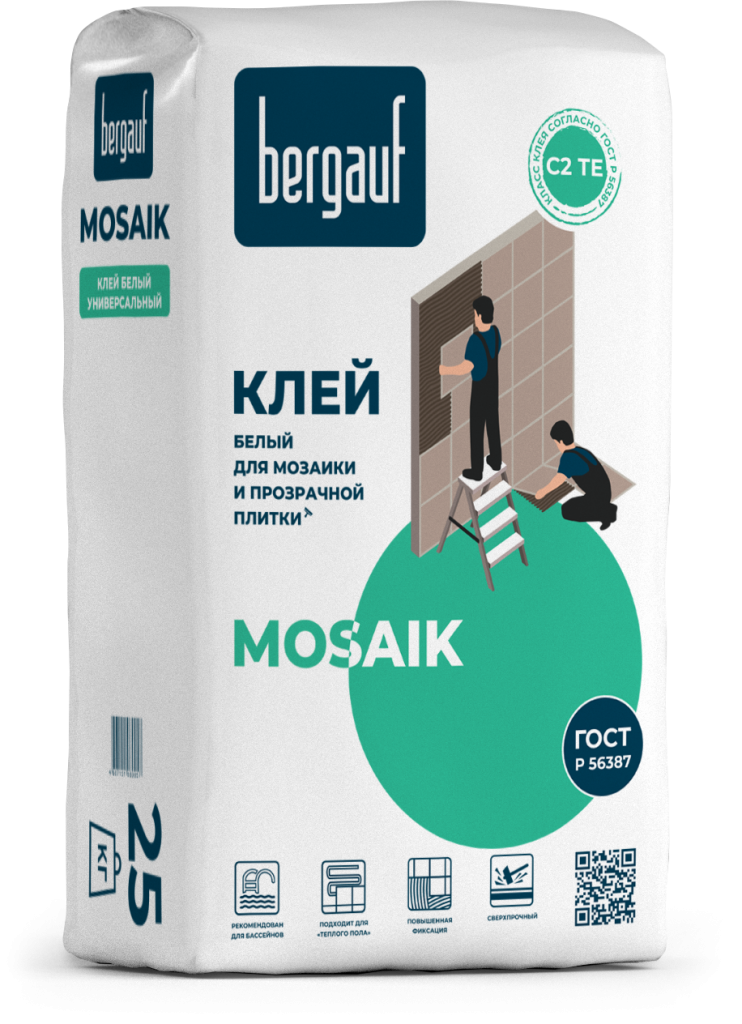 bergauf
MOSAIK
КЛЕЙ БЕЛЫЙ
УНИВЕРСАЛЬНЫЙ
25
КГ
bergauf
КЛАСС КЛЕЯ СОГЛАСНО ГОСТ Р 56387
C2 TE
КЛЕЙ
БЕЛЫЙ
ДЛЯ МОЗАИКИ
И ПРОЗРАЧНОЙ
ПЛИТКИ
MOSAIK
ГОСТ
Р 56387
РЕКОМЕНДОВАН
ДЛЯ БАССЕЙНОВ
ПОДХОДИТ ДЛЯ
«ТЕПЛОГО ПОЛА»
ПОВЫШЕННАЯ
ФИКСАЦИЯ
СВЕРХПРОЧНЫЙ